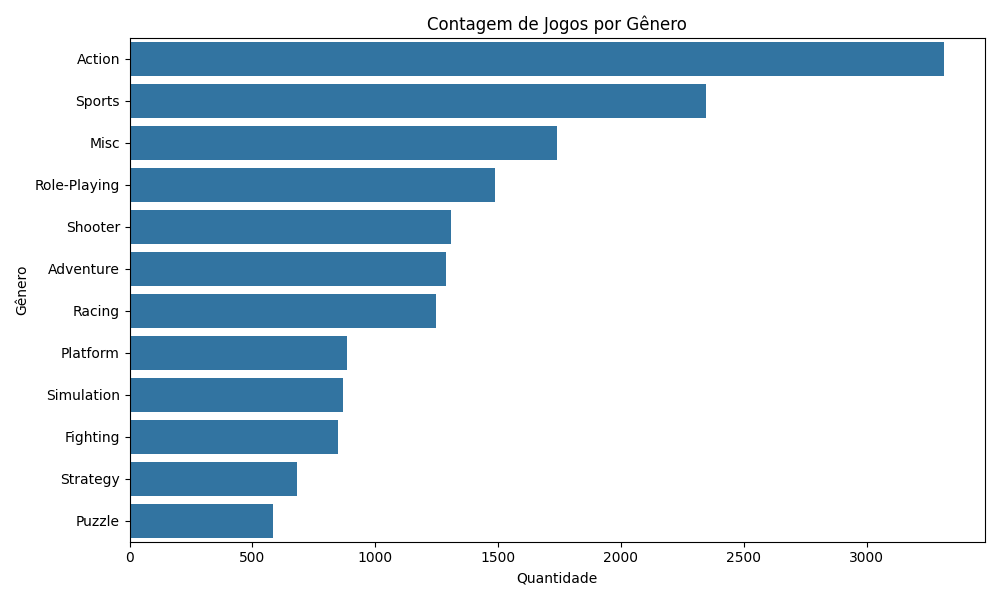 Contagem de Jogos por Gênero
Gênero
Action
Sports
Misc
Role-Playing
Shooter
Adventure
Racing
Platform
Simulation
Fighting
Strategy
Puzzle
0 500 1000 1500 2000 2500 3000
Quantidade